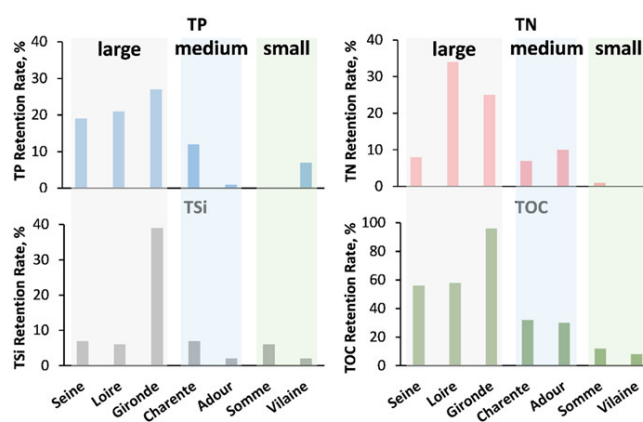 TP
large medium small
TP Retention Rate, %
40
30
20
10
0
TN
large medium small
TN Retention Rate, %
40
30
20
10
0
TSi
TSi Retention Rate, %
40
30
20
10
0
Seine Loire Gironde Charente Adour Somme Vilaine
TOC
TOC Retention Rate, %
100
80
60
40
20
0
Seine Loire Gironde Charente Adour Somme Vilaine